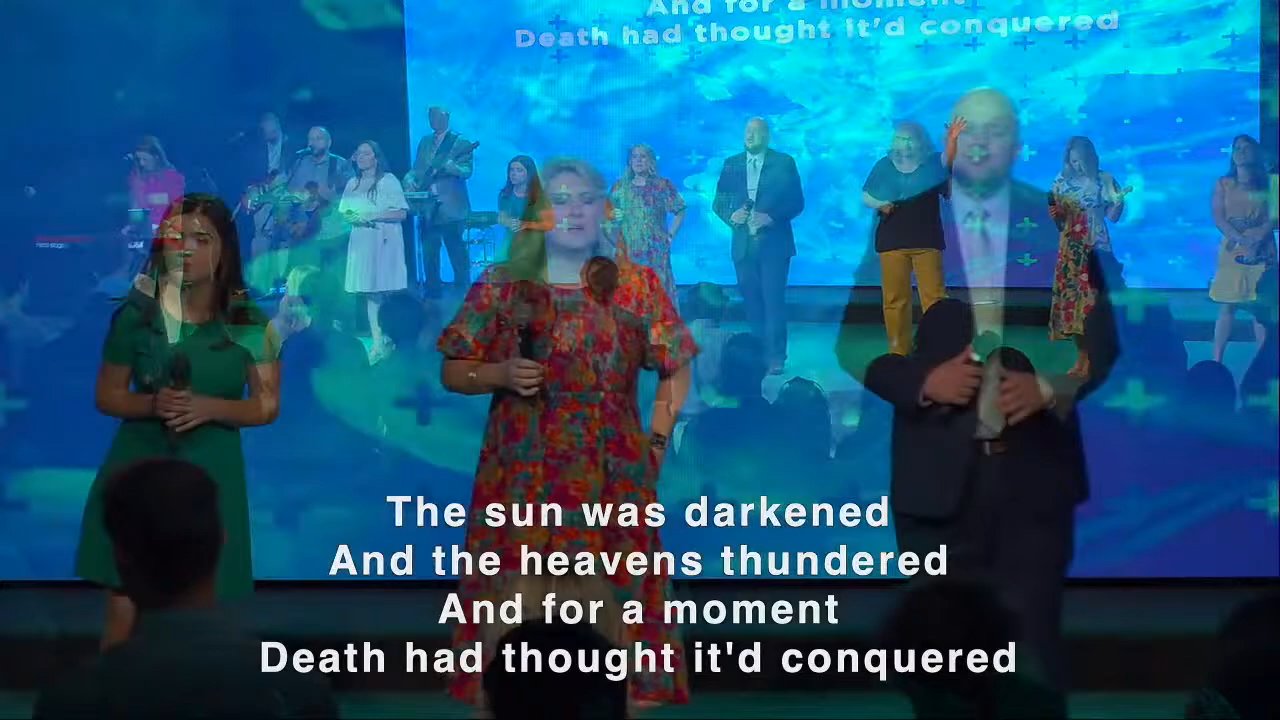 And for a moment
Death had thought it'd conquered
The sun was darkened
And the heavens thundered
And for a moment
Death had thought it'd conquered